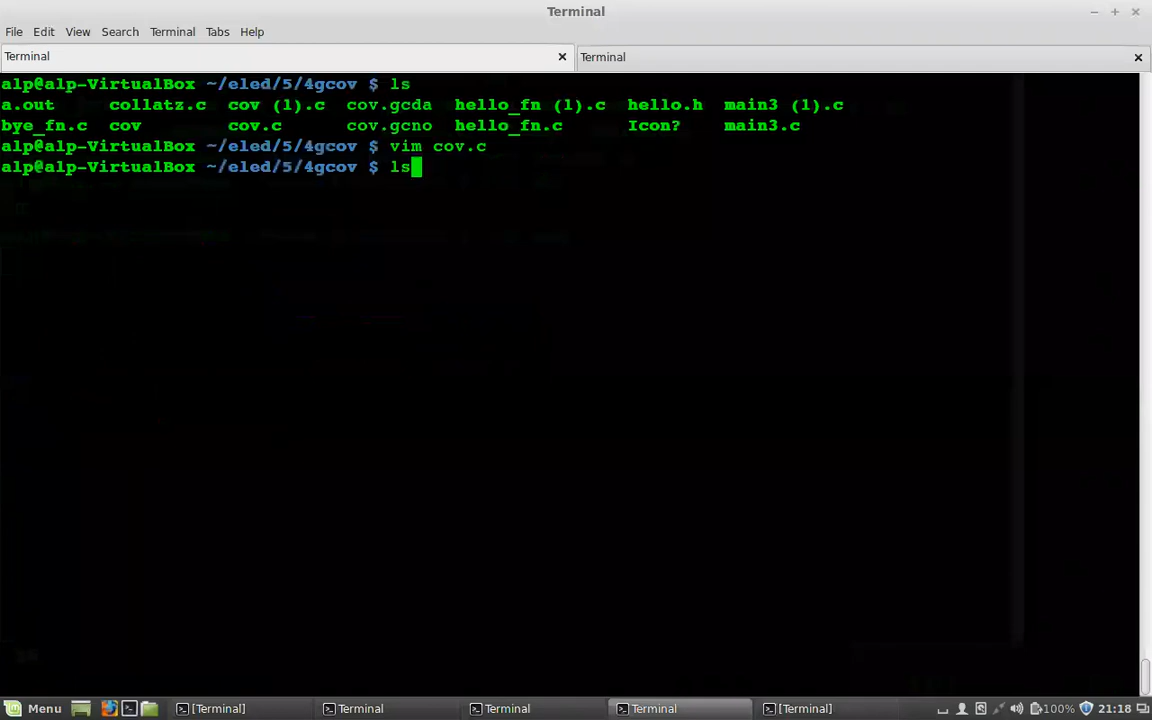 Terminal
File Edit View Search Terminal Tabs Help
Terminal
Terminal
alp@alp-VirtualBox ~/eled/5/4gcov $ ls
a.out collatz.c cov (1).c cov.gcda hello_fn (1).c hello.h main3 (1).c
bye_fn.c cov cov.c cov.gcno hello_fn.c Icon? main3.c
alp@alp-VirtualBox ~/eled/5/4gcov $ vim cov.c
alp@alp-VirtualBox ~/eled/5/4gcov $ ls
Menu [Terminal] Terminal Terminal Terminal [Terminal] 100% 21:18